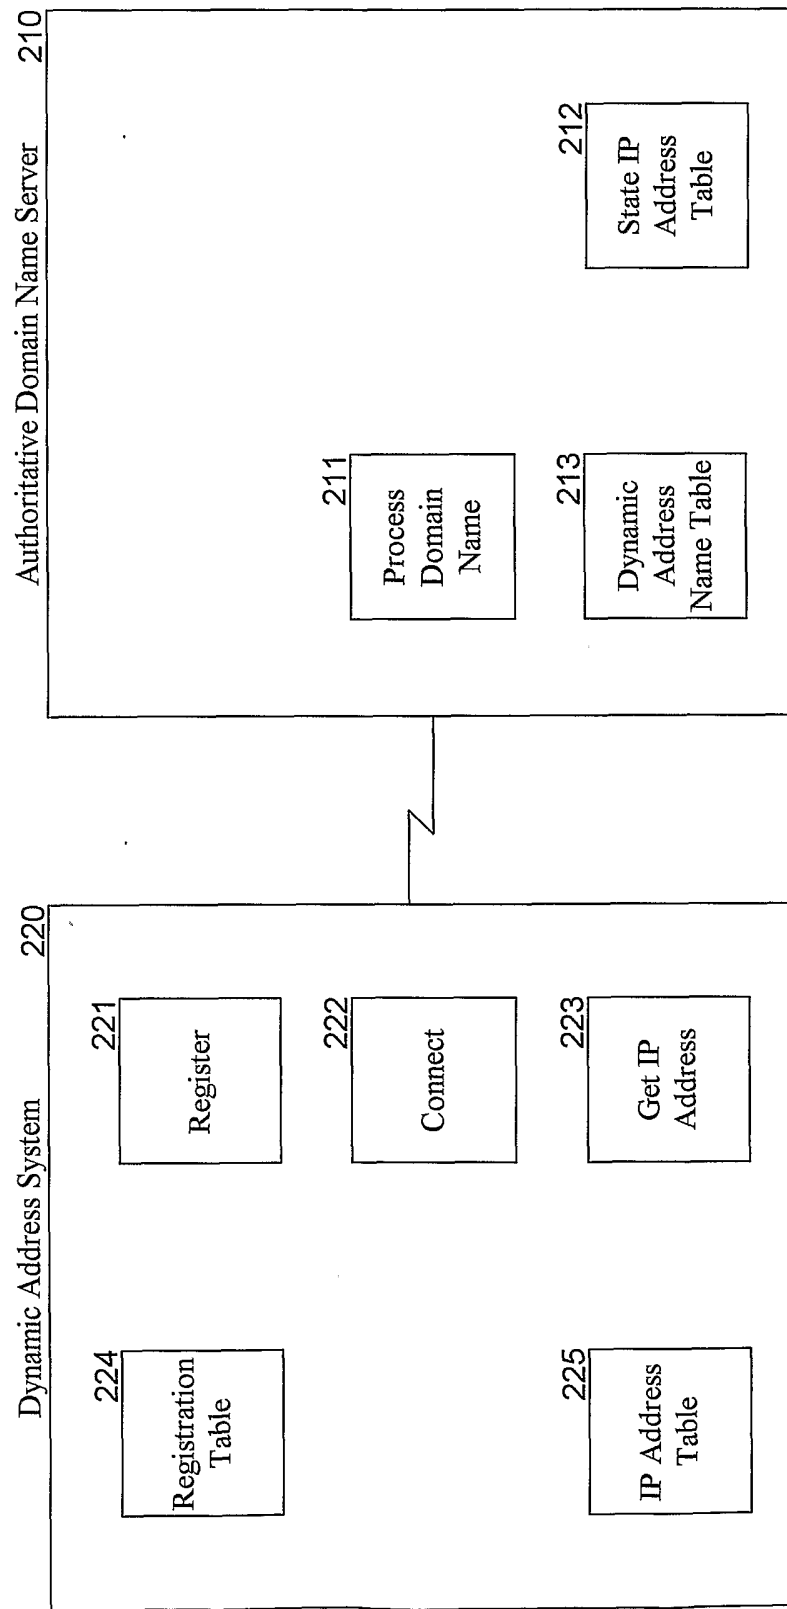 Dynamic Address System
220
224
Registration
Table
221
Register
222
Connect
225
IP Address
Table
223
Get IP
Address
Authoritative Domain Name Server
210
211
Process
Domain
Name
213
Dynamic
Address
Name Table
212
State IP
Address
Table